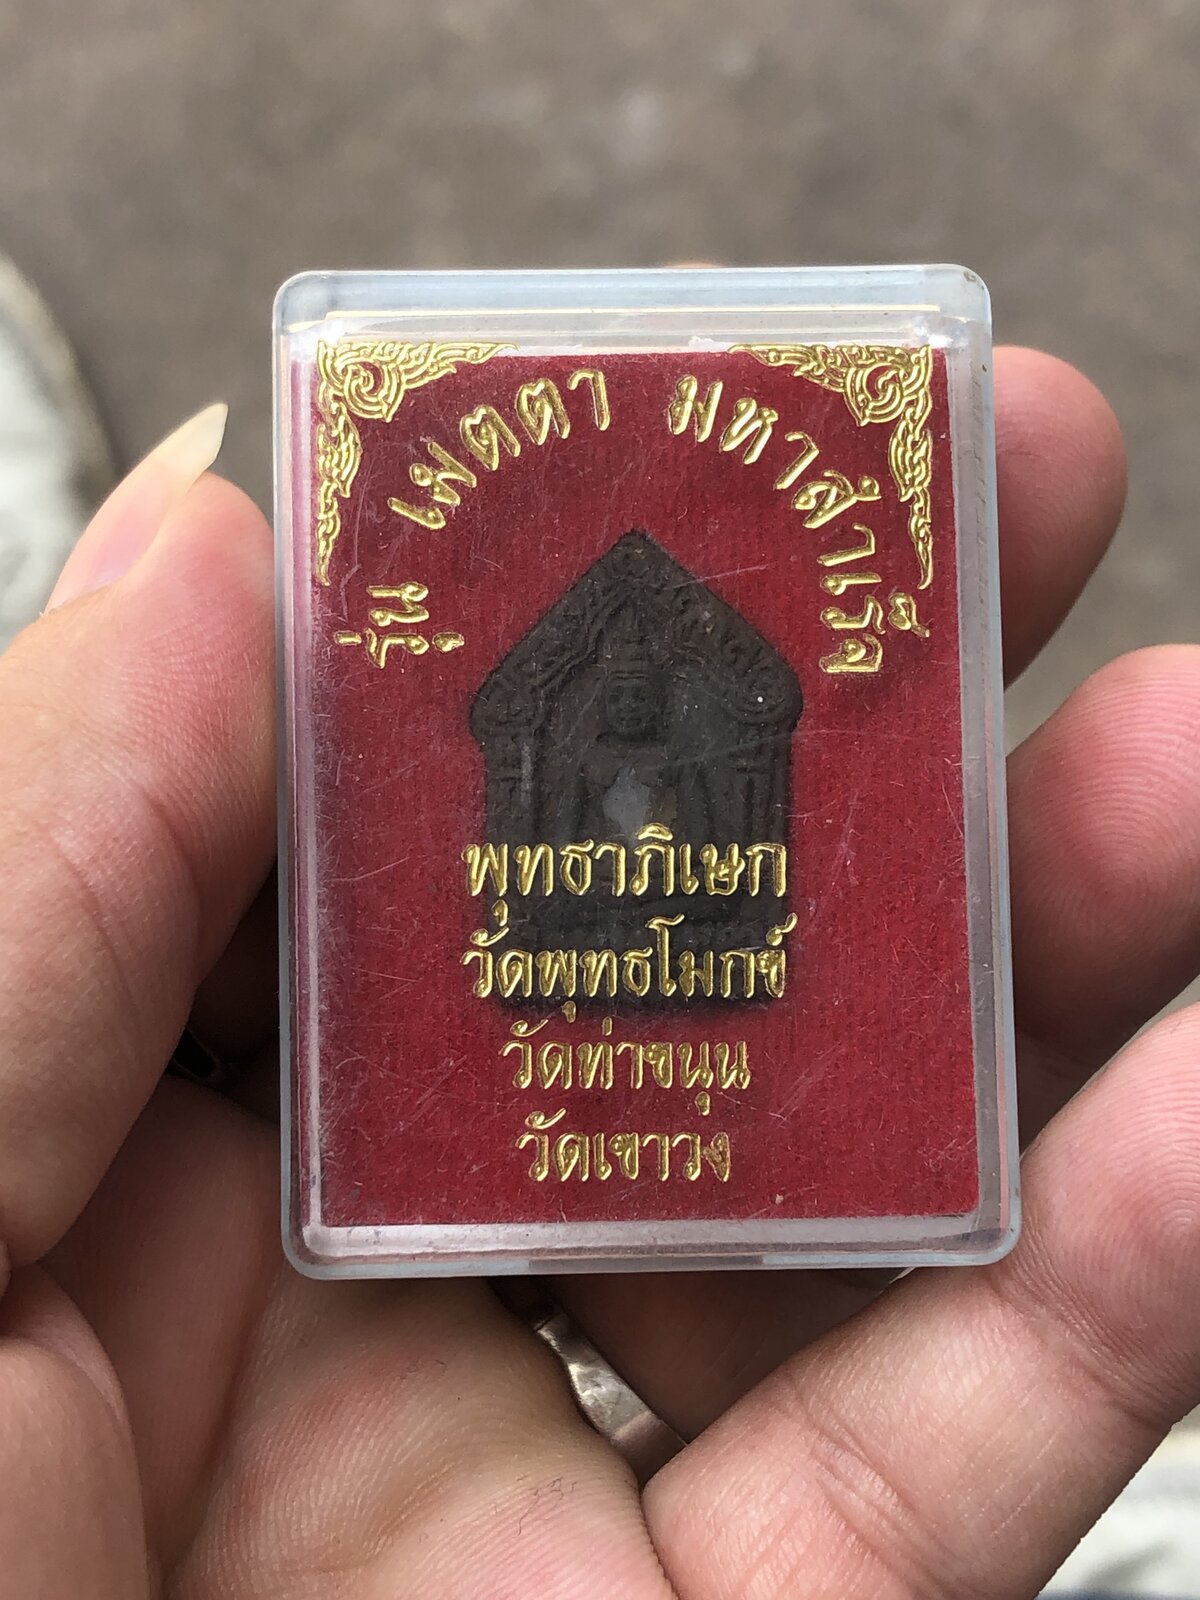 รุ่น เมตตา มหาสำเร็ส
พุทธาภิเษก
วัดพุทธโมกข์
วัดท่าขนุน
วัดเขาวง